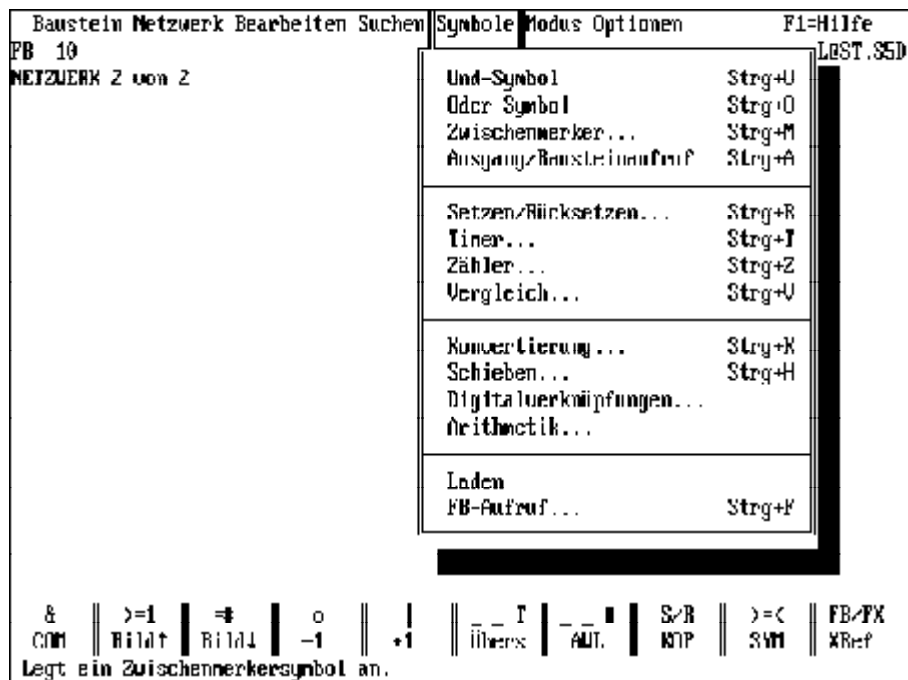 Baustein Netzwerk Bearbeiten Suchen Symbole Modus Optionen F1=Hilfe
FB 10 L@ST.S5D
NETZWERK 2 von 2
Und-Symbol Strg+U
Oder Symbol Strg+O
Zwischenmerker... Strg+M
Ausgang/Bausteinaufruf Strg+A
Setzen/Rücksetzen... Strg+R
Timer... Strg+T
Zähler... Strg+Z
Vergleich... Strg+V
Konvertierung... Strg+K
Schieben... Strg+H
Digitalverknüpfungen...
Arithmetik...
Laden
FB-Aufruf... Strg+F
& >=1 =# o | _ _ T _ _ ∎ S/R >=< FB/FX
COM Bild↑ Bild↓ -1 +1 Übers AWL KOP SYM XRef
Legt ein Zwischenmerkersymbol an.